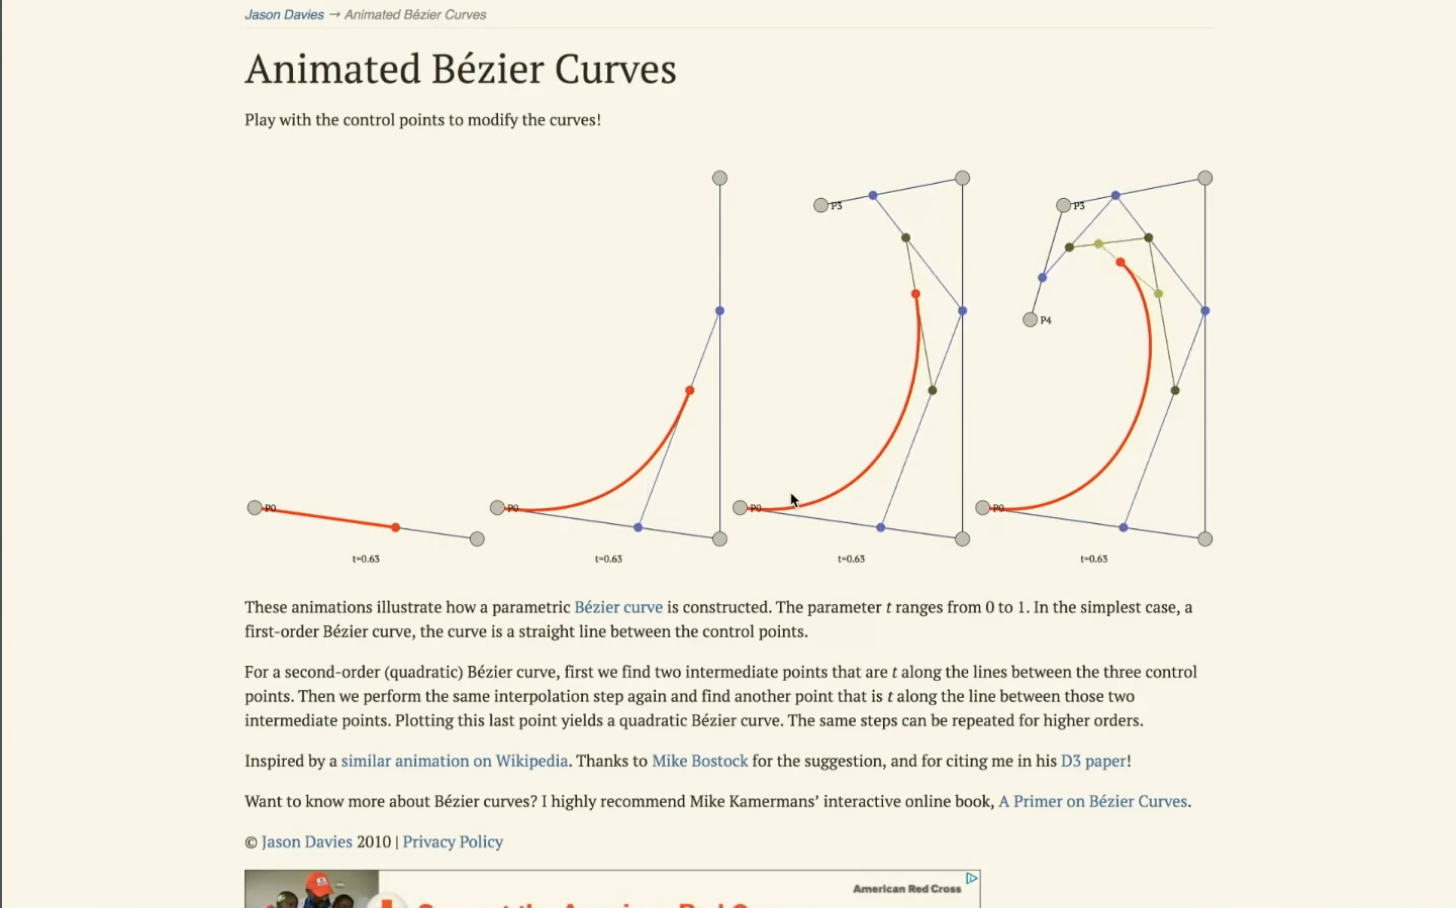 Jason Davies → Animated Bézier Curves
Animated Bézier Curves
Play with the control points to modify the curves!
P3 P3
P4
P0 P0 P0 P0
t=0.63 t=0.63 t=0.63 t=0.63
These animations illustrate how a parametric Bézier curve is constructed. The parameter t ranges from 0 to 1. In the simplest case, a
first-order Bézier curve, the curve is a straight line between the control points.
For a second-order (quadratic) Bézier curve, first we find two intermediate points that are t along the lines between the three control
points. Then we perform the same interpolation step again and find another point that is t along the line between those two
intermediate points. Plotting this last point yields a quadratic Bézier curve. The same steps can be repeated for higher orders.
Inspired by a similar animation on Wikipedia. Thanks to Mike Bostock for the suggestion, and for citing me in his D3 paper!
Want to know more about Bézier curves? I highly recommend Mike Kamermans’ interactive online book, A Primer on Bézier Curves.
© Jason Davies 2010 | Privacy Policy
American Red Cross